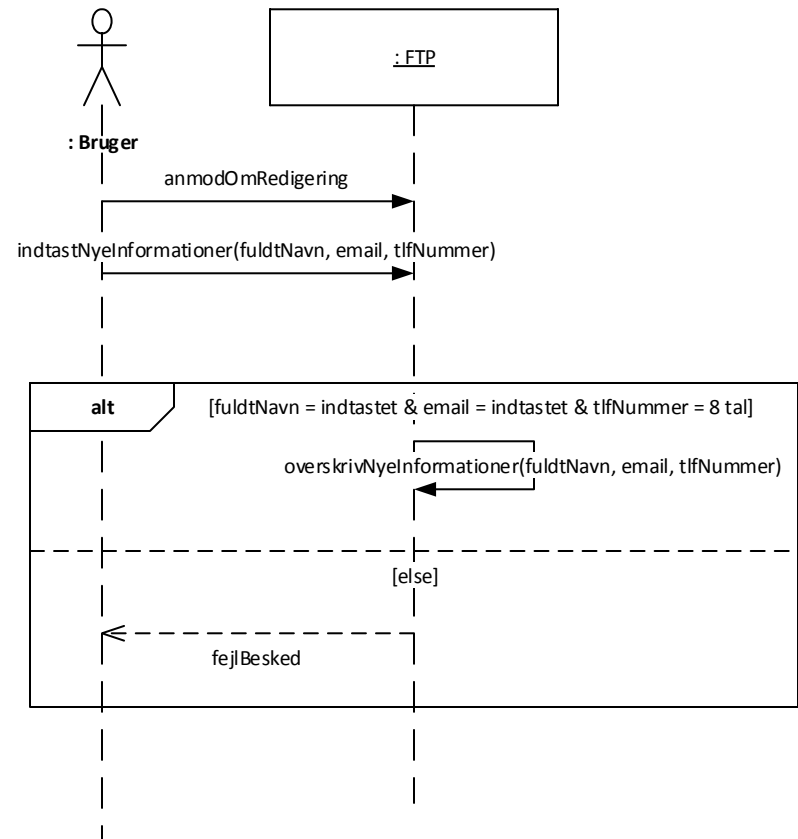 : FTP
: Bruger
anmodOmRedigering
indtastNyeInformationer(fuldtNavn, email, tlfNummer)
alt
[fuldtNavn = indtastet & email = indtastet & tlfNummer = 8 tal]
overskrivNyeInformationer(fuldtNavn, email, tlfNummer)
[else]
fejlBesked